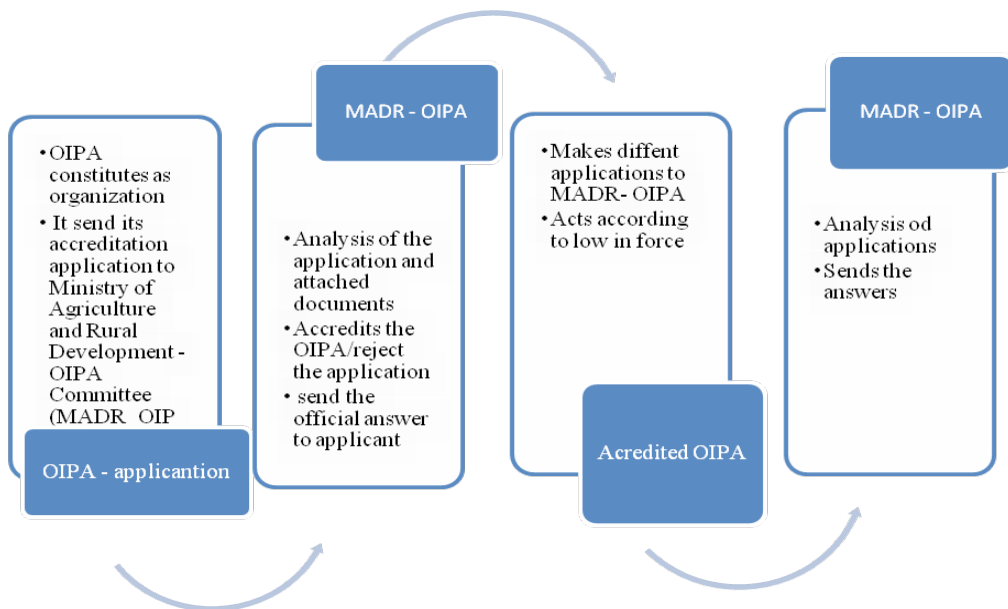 • OIPA
constitutes as
organization
• It send its
accreditation
application to
Ministry of
Agriculture
and Rural
Development -
OIPA
Committee
(MADR OIP
OIPA - applicantion
MADR - OIPA
• Analysis of the
application and
attached
documents
• Accredits the
OIPA/reject
the application
• send the
official answer
to applicant
• Makes diffent
applications to
MADR- OIPA
• Acts according
to low in force
Acredited OIPA
MADR - OIPA
• Analysis od
applications
• Sends the
answers